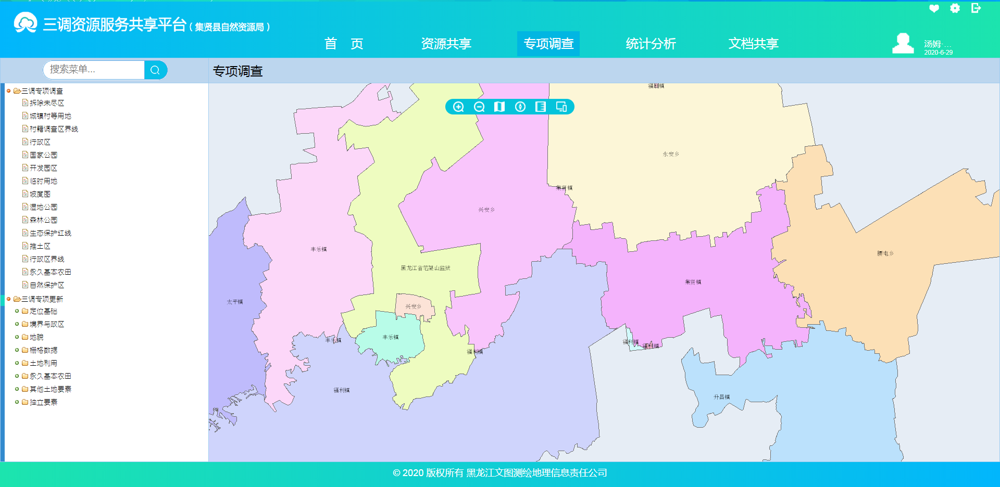 三调资源服务共享平台（集贤县自然资源局）
首 页
资源共享
专项调查
统计分析
文档共享
汤姆·...
2020-6-29
搜索菜单...
专项调查
三调专项调查
拆除未尽区
城镇村等用地
村籍调查区界线
行政区
国家公园
开发园区
临时用地
坡度图
湿地公园
森林公园
生态保护红线
推土区
行政区界线
永久基本农田
自然保护区
三调专项更新
定位基础
境界与政区
地貌
栅格数据
土地利用
永久基本农田
其他土地要素
独立要素
福利镇
永安乡
集贤镇
兴安乡
丰乐镇
腰屯乡
黑龙江省笔架山监狱
集贤镇
太平镇
兴安乡
丰乐镇
丰乐镇
福利镇
福利镇
福利镇
福利镇
升昌镇
© 2020 版权所有 黑龙江文图测绘地理信息责任公司